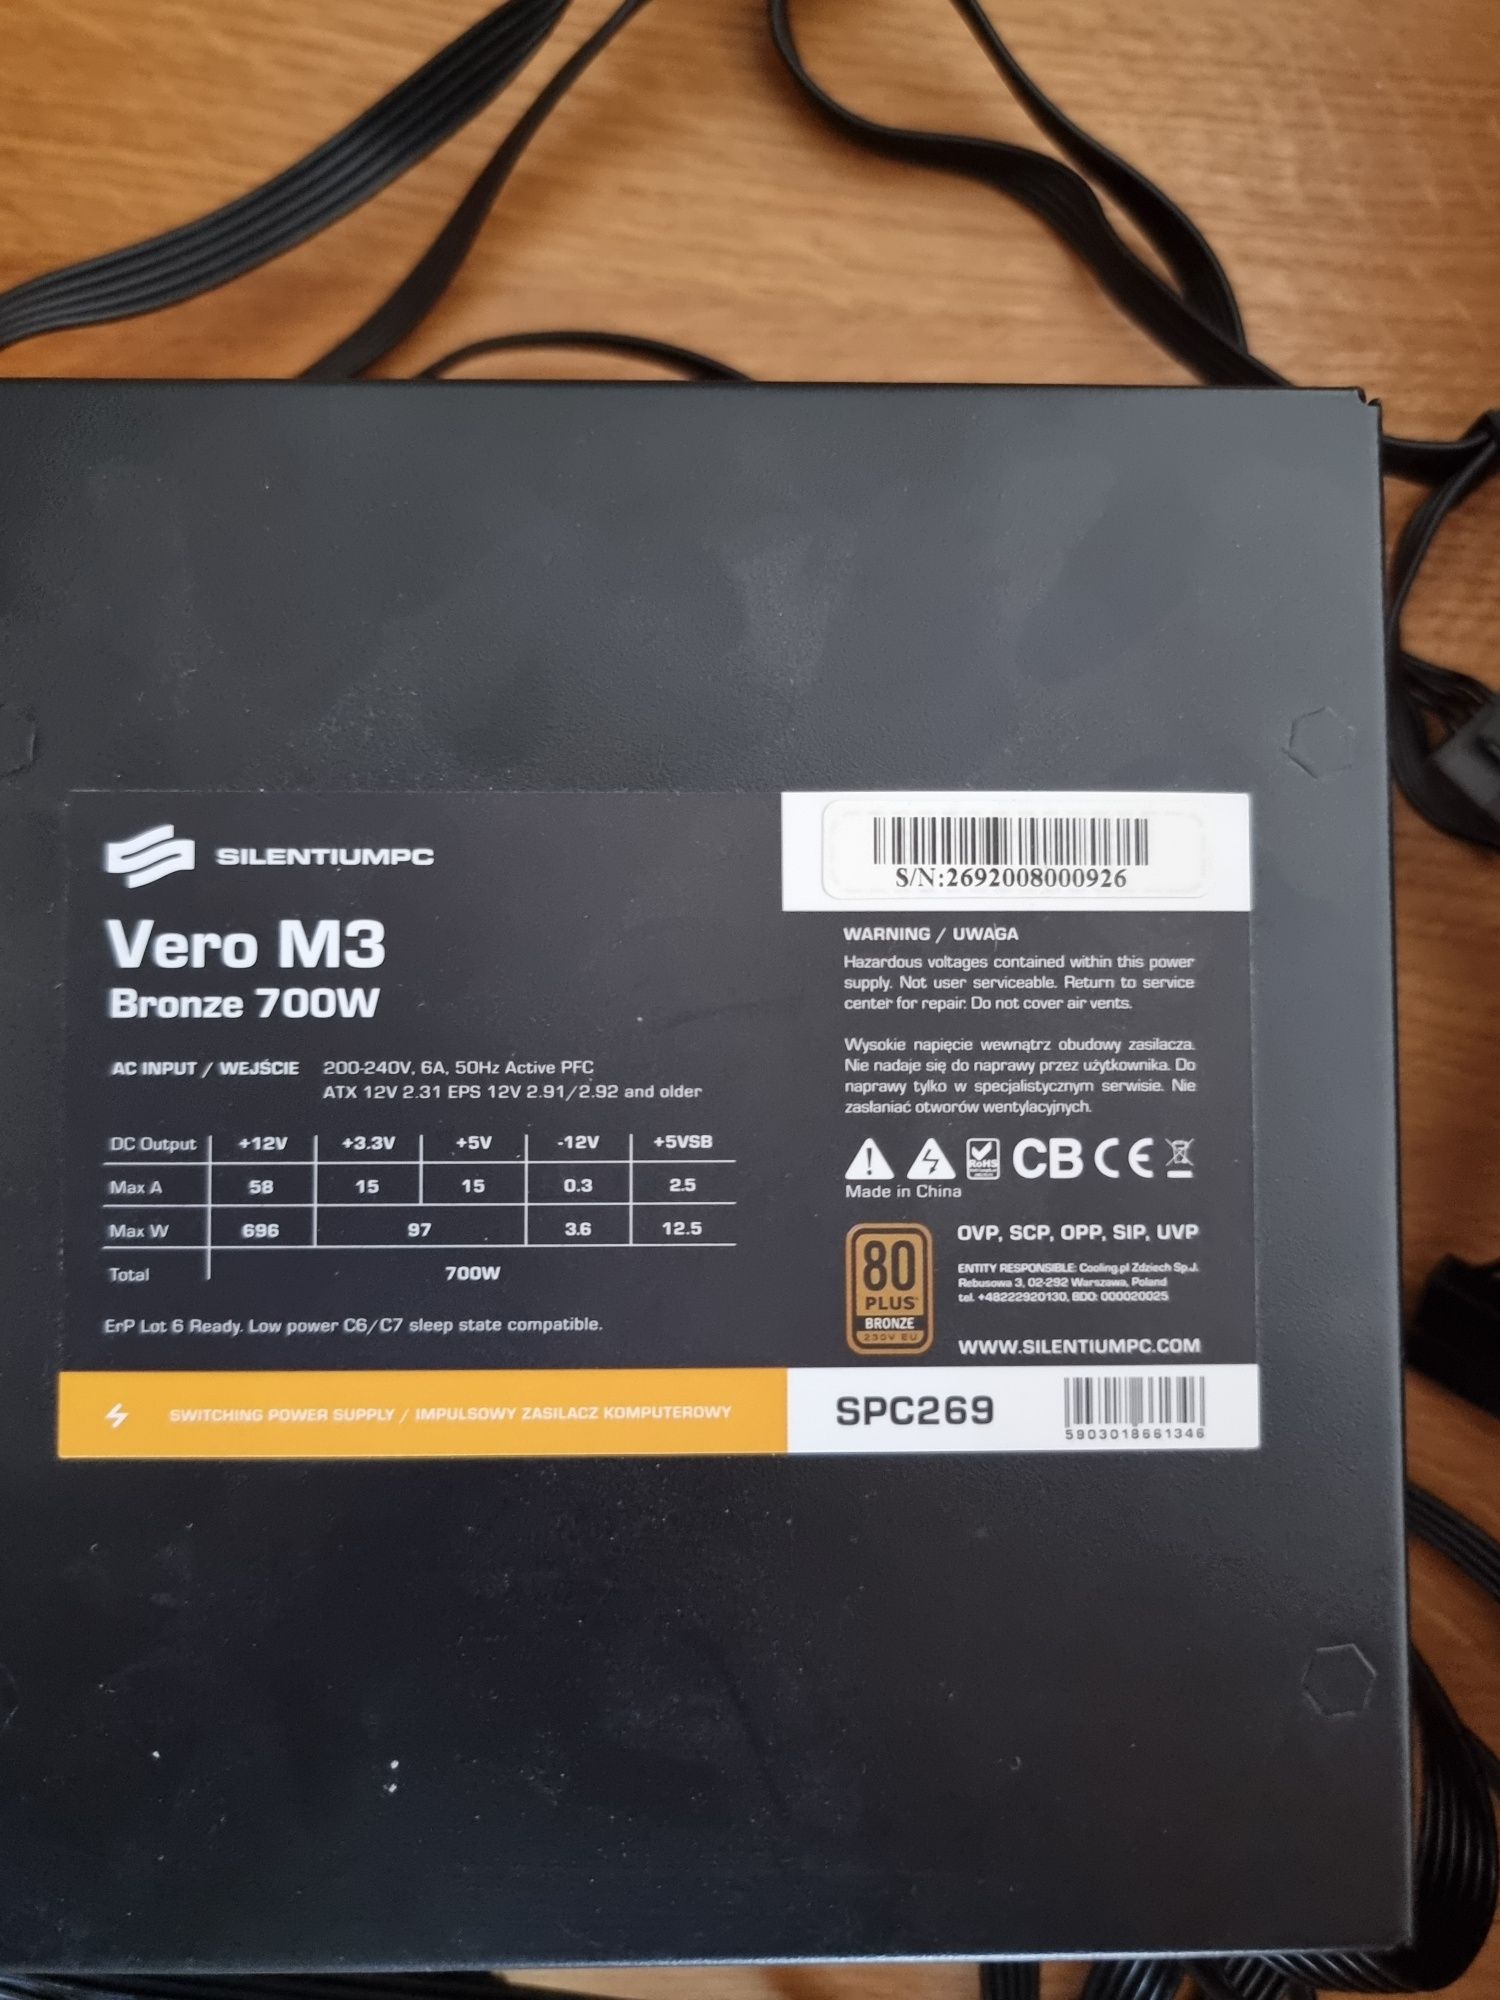 SILENTIUMPC
Vero M3
Bronze 700W
AC INPUT / WEJŚCIE 200-240V, 6A, 50Hz Active PFC
ATX 12V 2.31 EPS 12V 2.91/2.92 and older
DC Output +12V +3.3V +5V -12V +5VSB
Max A 58 15 15 0.3 2.5
Max W 696 97 3.6 12.5
Total 700W
ErP Lot 6 Ready. Low power C6/C7 sleep state compatible.
SWITCHING POWER SUPPLY / IMPULSOWY ZASILACZ KOMPUTEROWY
S/N:2692008000926
WARNING / UWAGA
Hazardous voltages contained within this power
supply. Not user serviceable. Return to service
center for repair. Do not cover air vents.
Wysokie napięcie wewnątrz obudowy zasilacza.
Nie nadaje się do naprawy przez użytkownika. Do
naprawy tylko w specjalistycznym serwisie. Nie
zasłaniać otworów wentylacyjnych.
RoHS CB CE
Made in China
80
PLUS
BRONZE
230V EU
OVP, SCP, OPP, SIP, UVP
ENTITY RESPONSIBLE: Cooling.pl Zdziech Sp.J.
Rebusowa 3, 02-292 Warszawa, Poland
tel. +48222920130, BDO: 000020025
WWW.SILENTIUMPC.COM
SPC269
5903018661346